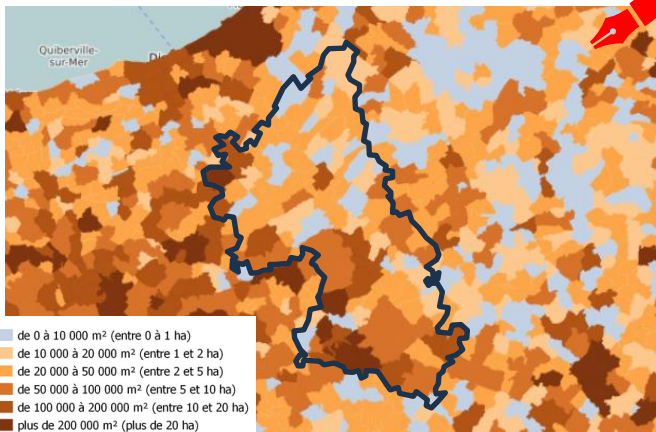 Quiberville-
sur-Mer
de 0 à 10 000 m² (entre 0 à 1 ha)
de 10 000 à 20 000 m² (entre 1 et 2 ha)
de 20 000 à 50 000 m² (entre 2 et 5 ha)
de 50 000 à 100 000 m² (entre 5 et 10 ha)
de 100 000 à 200 000 m² (entre 10 et 20 ha)
plus de 200 000 m² (plus de 20 ha)